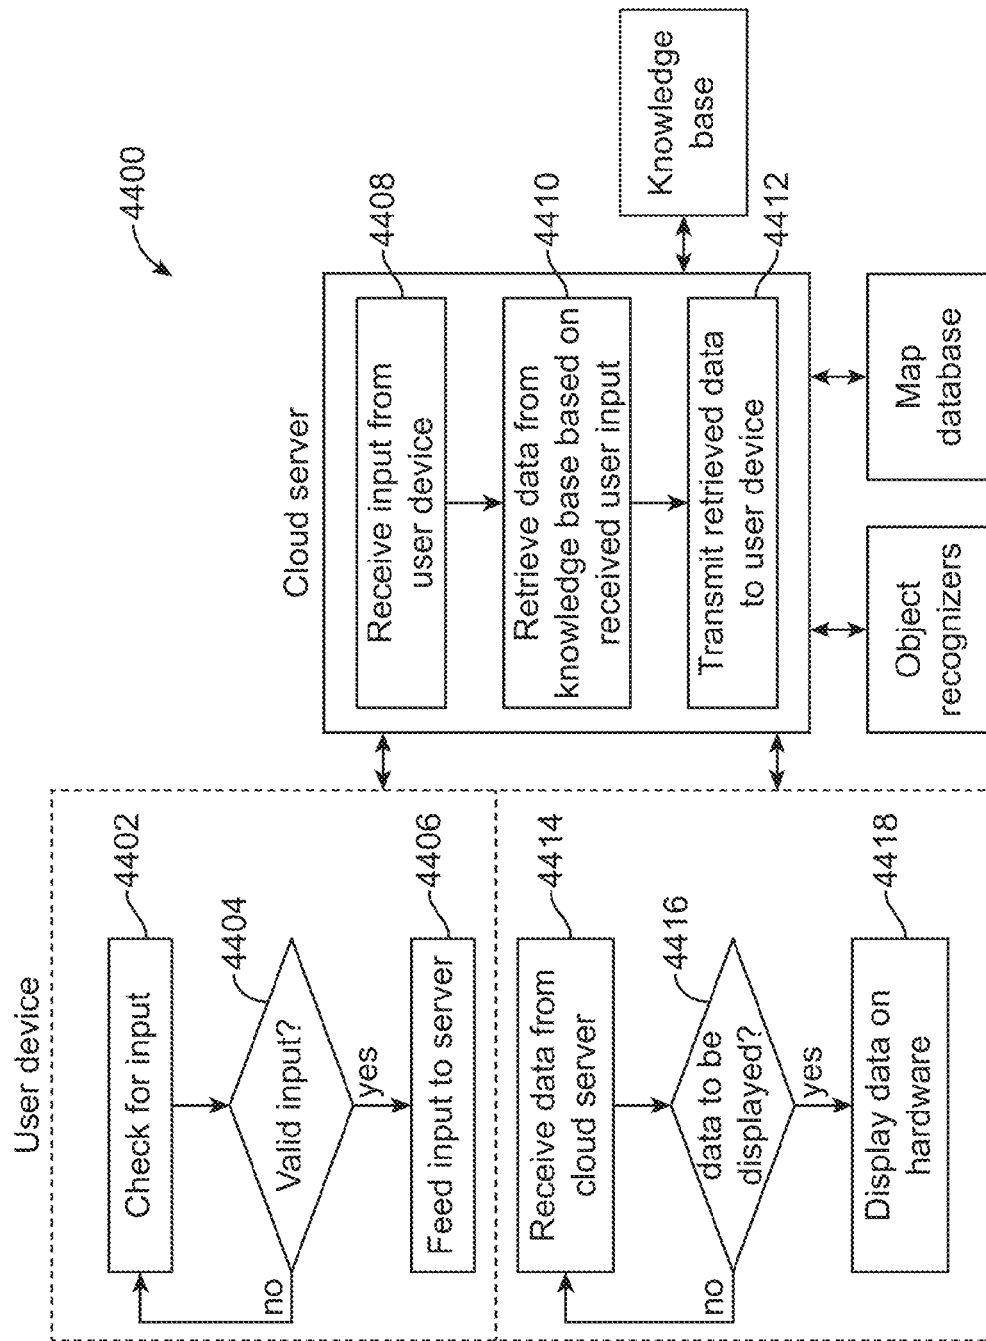 4400
User device
Check for input
4402
Valid input?
4404
no
yes
Feed input to server
4406
Receive data from
cloud server
4414
data to be
displayed?
4416
no
yes
Display data on
hardware
4418
Cloud server
Receive input from
user device
4408
Retrieve data from
knowledge base based on
received user input
4410
Transmit retrieved data
to user device
4412
Knowledge
base
Object
recognizers
Map
database